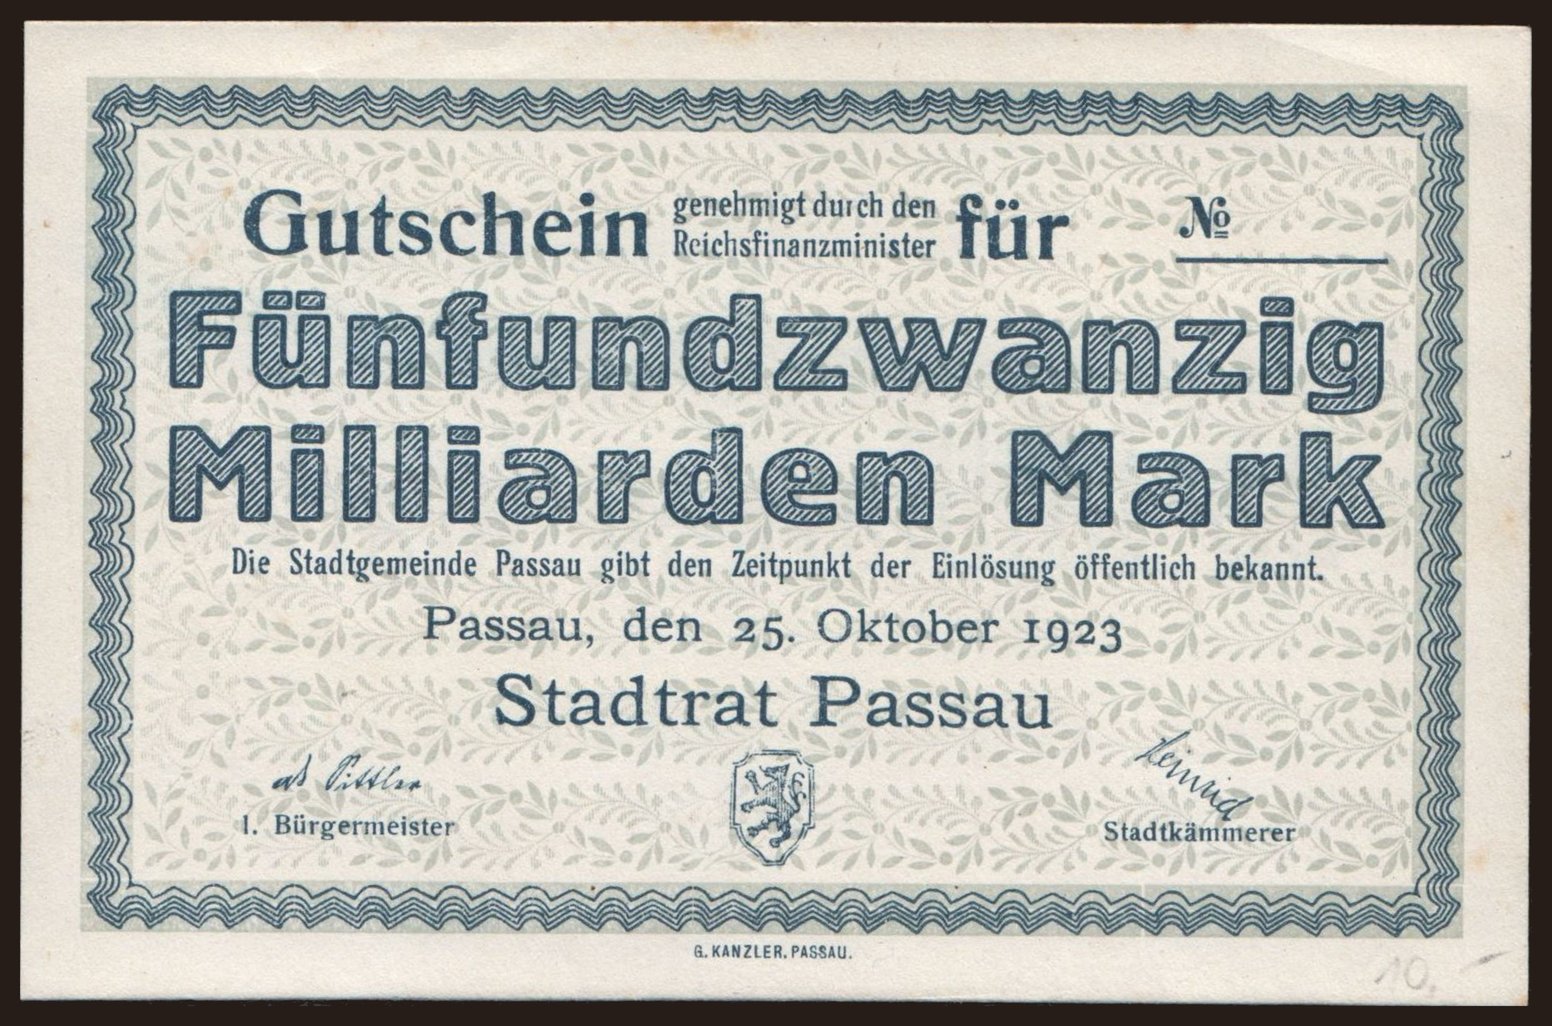 Gutschein genehmigt durch den Reichsfinanzminister für №
Fünfundzwanzig
Milliarden Mark
Die Stadtgemeinde Passau gibt den Zeitpunkt der Einlösung öffentlich bekannt.
Passau, den 25. Oktober 1923
Stadtrat Passau
1. Bürgermeister
Stadtkämmerer
G. KANZLER, PASSAU.
10,-